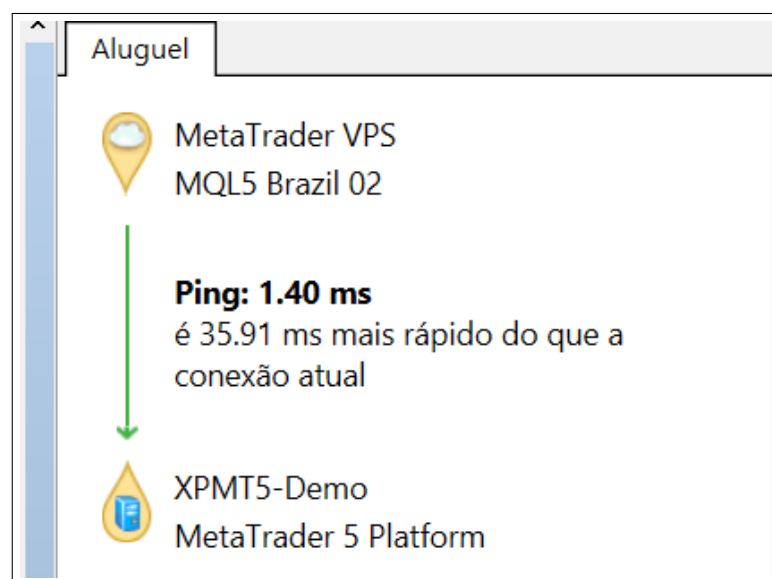 Aluguel
MetaTrader VPS
MQL5 Brazil 02
Ping: 1.40 ms
é 35.91 ms mais rápido do que a
conexão atual
XPMT5-Demo
MetaTrader 5 Platform